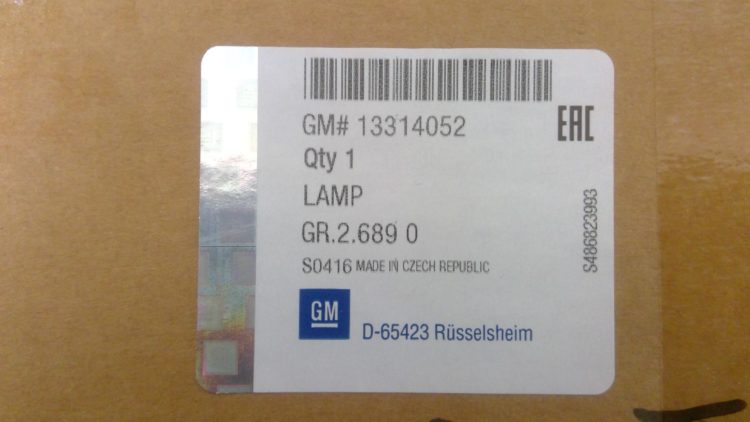 GM# 13314052
EAC
Qty 1
LAMP
GR.2.689 0
S0416 MADE IN CZECH REPUBLIC
S486823993
GM
D-65423 Rüsselsheim